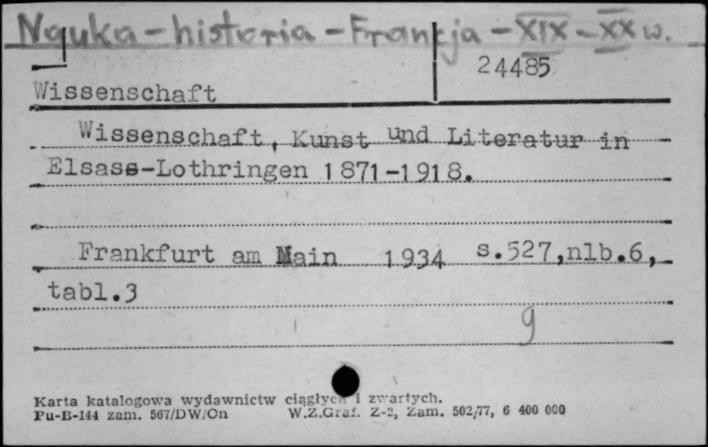 Nauka - historia - Francja - XIX - XX w.
24485
Wissenschaft
Wissenschaft, Kunst und Literatur in
Elsass-Lothringen 1871-1918.
Frankfurt am Main 1934 s.527,nlb.6,
tabl.3
9
Karta katalogowa wydawnictw ciągłych i zwartych.
Pu-B-144 zam. 567/DW/On W.Z.Graf. Z-2, Zam. 502/77, 6 400 000